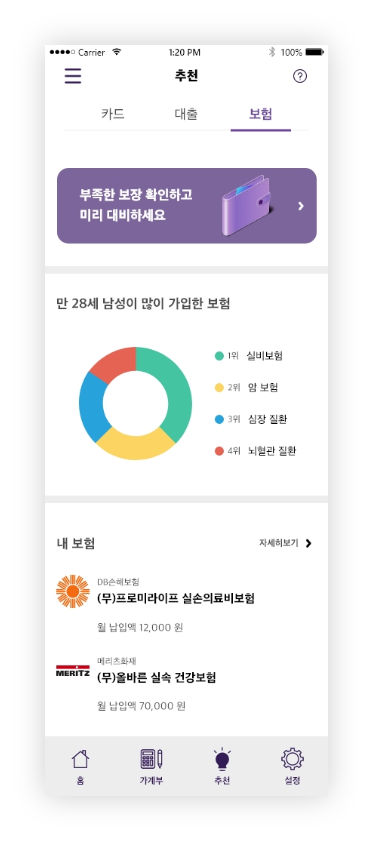 Carrier 1:20 PM 100%
추천
카드 대출 보험
부족한 보장 확인하고
미리 대비하세요
만 28세 남성이 많이 가입한 보험
1위 실비보험
2위 암 보험
3위 심장 질환
4위 뇌혈관 질환
내 보험 자세히보기
DB손해보험
(무)프로미라이프 실손의료비보험
월 납입액 12,000 원
메리츠화재
MERITZ
(무)올바른 실속 건강보험
월 납입액 70,000 원
홈 가계부 추천 설정